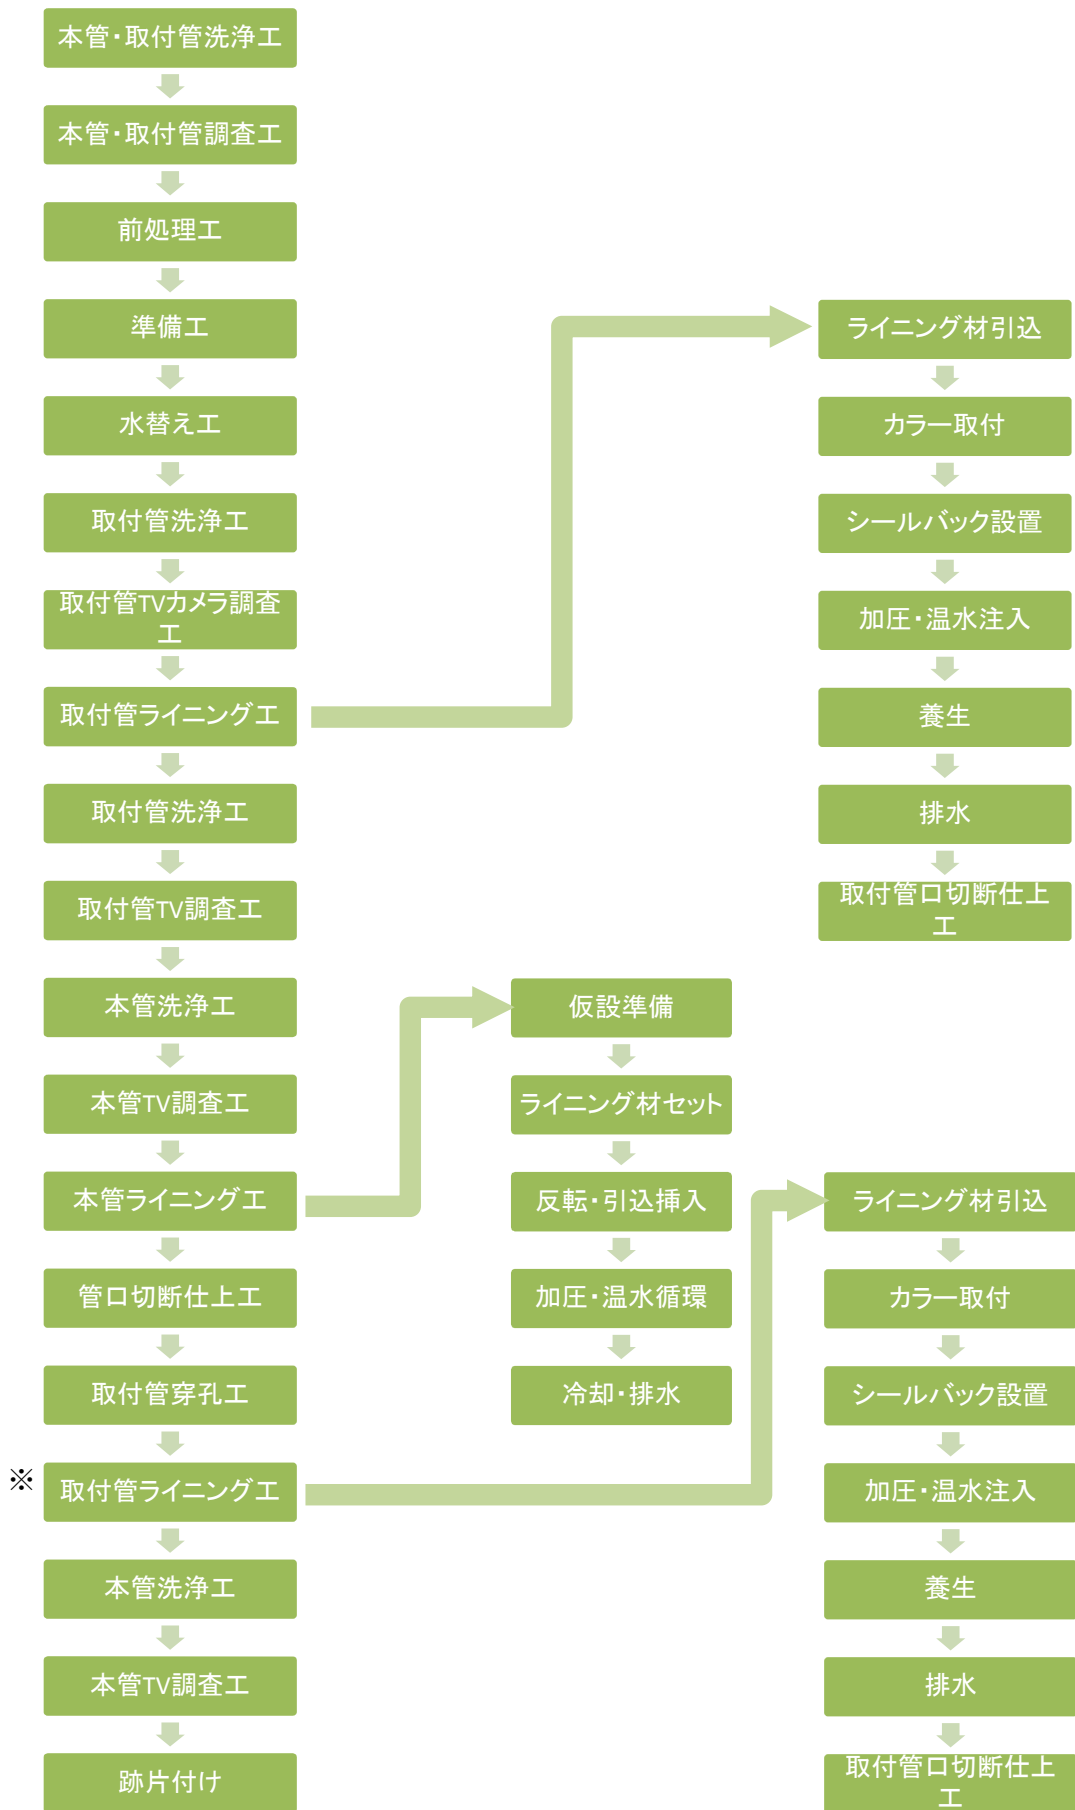 本管・取付管洗浄工
本管・取付管調査工
前処理工
準備工
水替え工
取付管洗浄工
取付管TVカメラ調査
工
取付管ライニング工
取付管洗浄工
取付管TV調査工
本管洗浄工
本管TV調査工
本管ライニング工
管口切断仕上工
取付管穿孔工
※
取付管ライニング工
本管洗浄工
本管TV調査工
跡片付け
ライニング材引込
カラー取付
シールバック設置
加圧・温水注入
養生
排水
取付管口切断仕上
工
仮設準備
ライニング材セット
反転・引込挿入
加圧・温水循環
冷却・排水
ライニング材引込
カラー取付
シールバック設置
加圧・温水注入
養生
排水
取付管口切断仕上
工